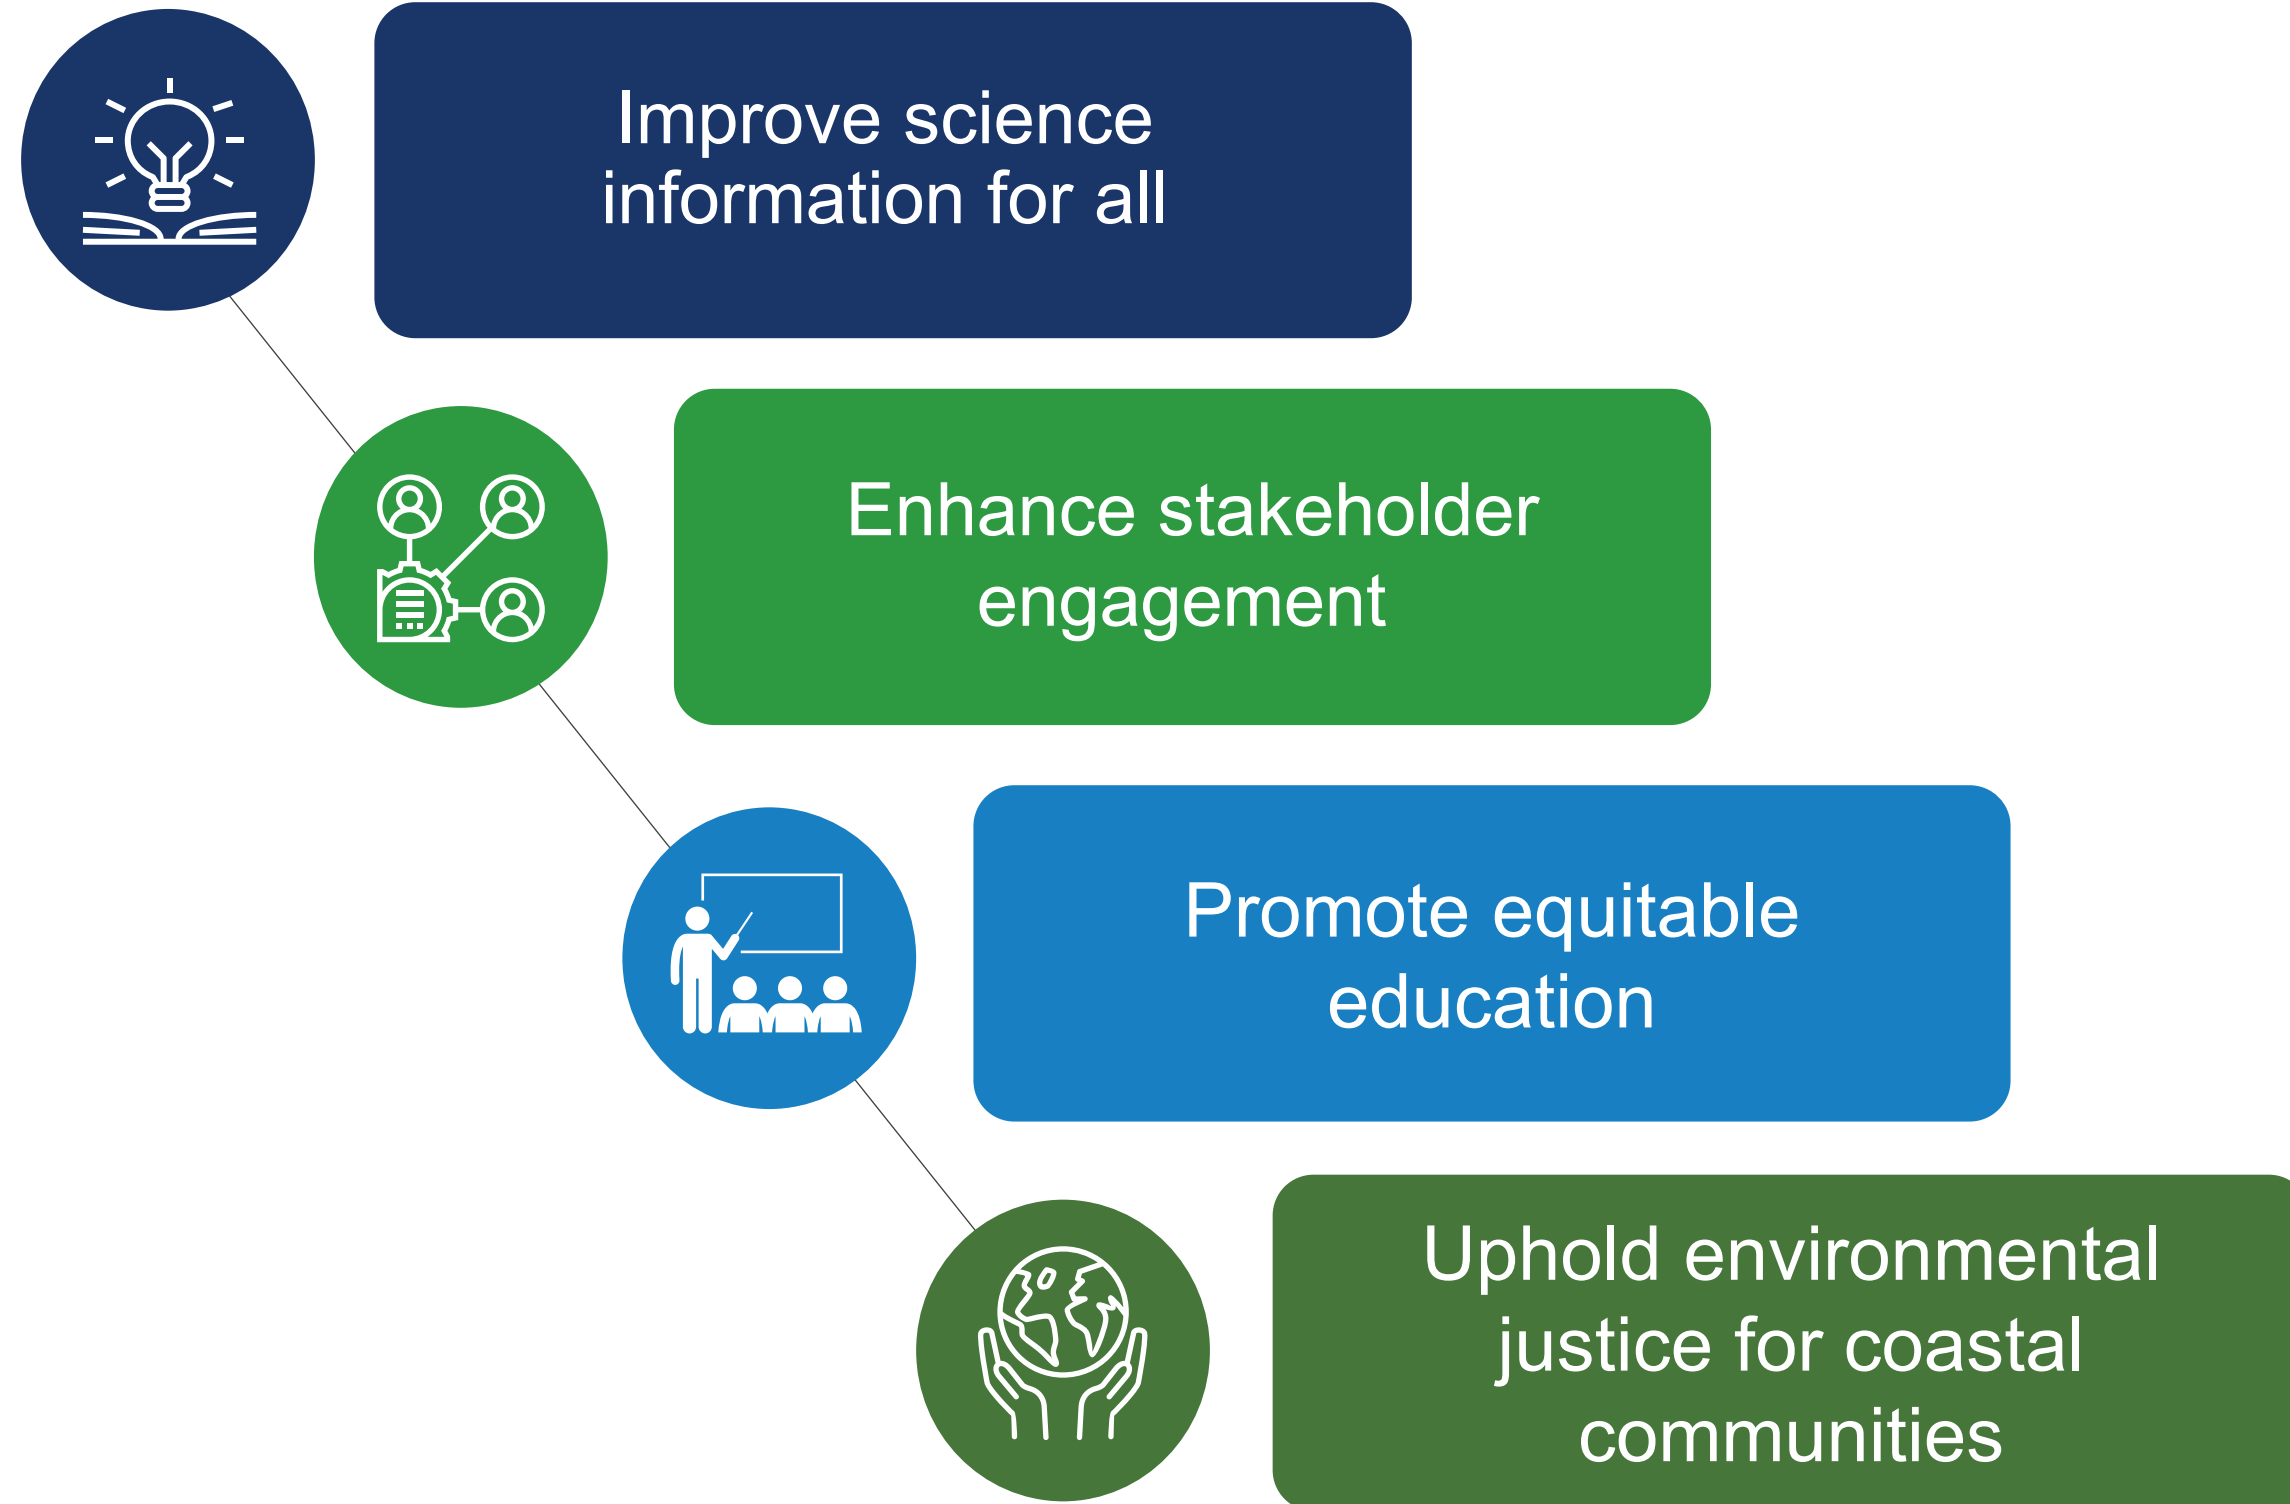 Improve science
information for all
Enhance stakeholder
engagement
Promote equitable
education
Uphold environmental
justice for coastal
communities